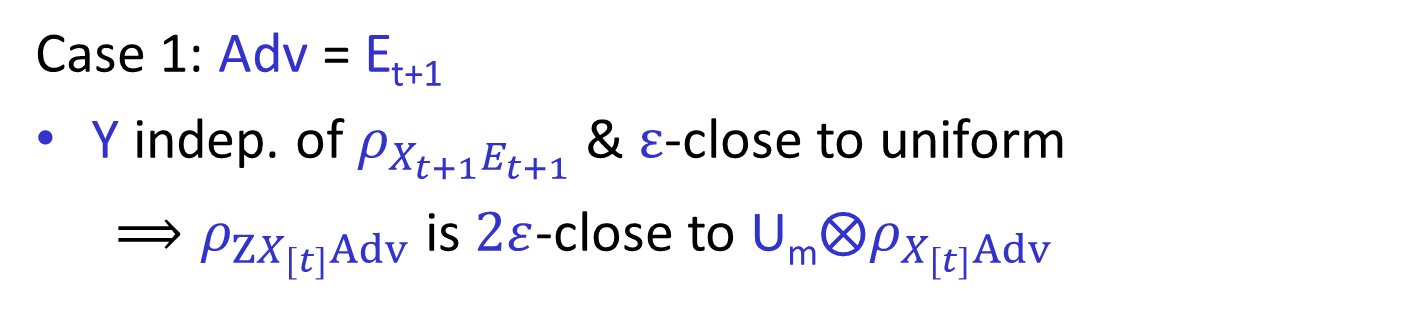 Case 1: Adv = E_{t+1}
• Y indep. of ρ_{X_{t+1}E_{t+1}} & ε-close to uniform
⟹ ρ_{ZX_{[t]}Adv} is 2ε-close to U_m⊗ρ_{X_{[t]}Adv}